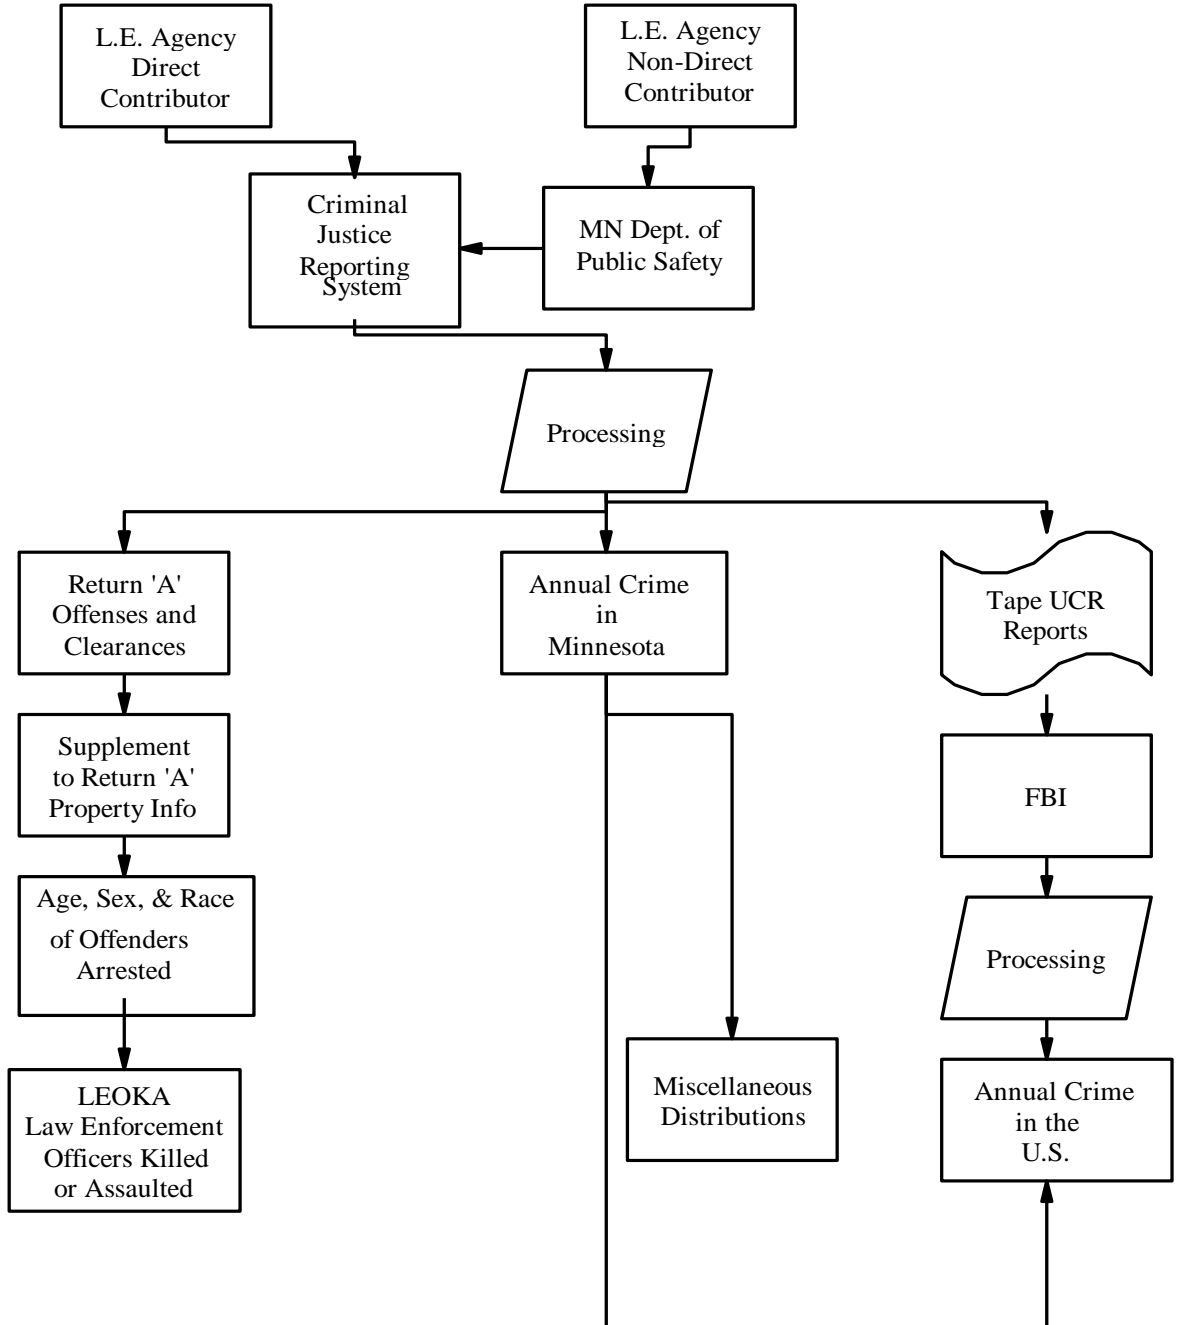 L.E. Agency
Direct
Contributor
L.E. Agency
Non-Direct
Contributor
Criminal
Justice
Reporting
System
MN Dept. of
Public Safety
Processing
Return 'A'
Offenses and
Clearances
Annual Crime
in
Minnesota
Tape UCR
Reports
Supplement
to Return 'A'
Property Info
FBI
Age, Sex, & Race
of Offenders
Arrested
Processing
LEOKA
Law Enforcement
Officers Killed
or Assaulted
Miscellaneous
Distributions
Annual Crime
in the
U.S.